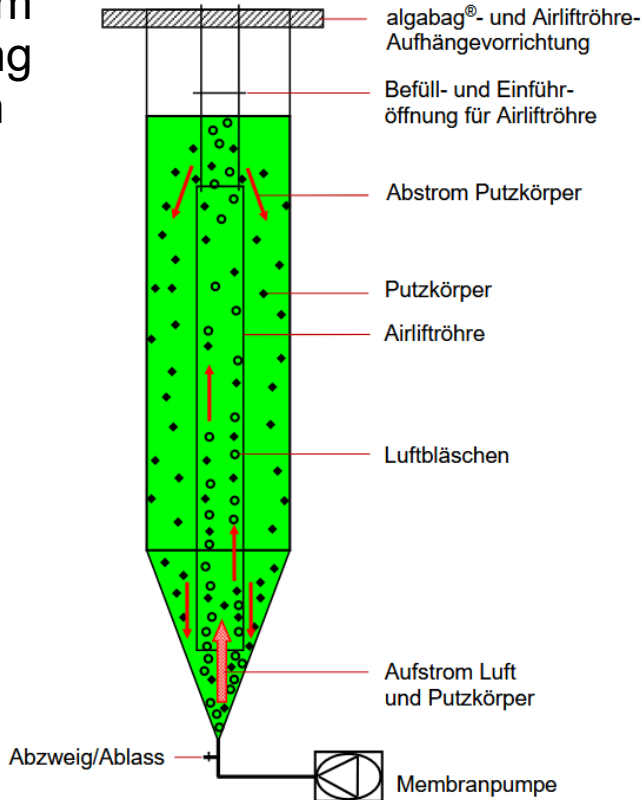 m
ng
n
algabag®- und Airliftröhre-
Aufhängevorrichtung
Befüll- und Einführ-
öffnung für Airliftröhre
Abstrom Putzkörper
Putzkörper
Airliftröhre
Luftbläschen
Aufstrom Luft
und Putzkörper
Abzweig/Ablass
Membranpumpe